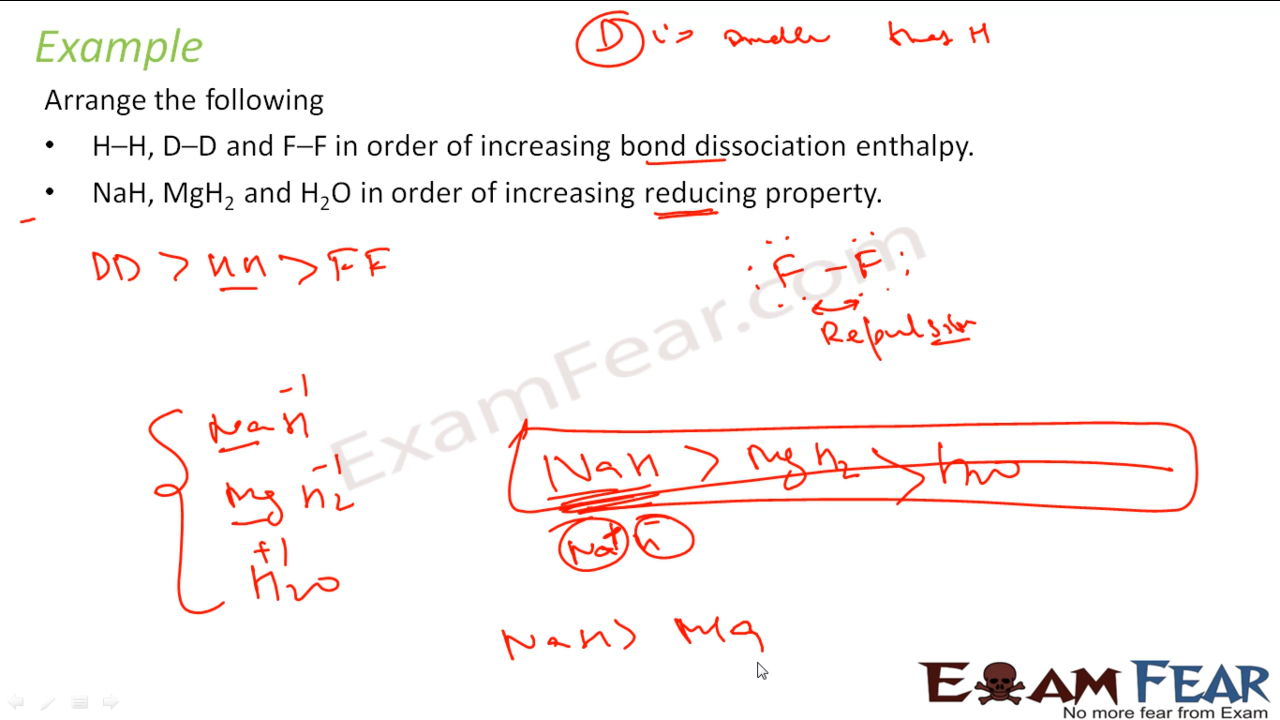 Example
D is smaller than H
Arrange the following
• H–H, D–D and F–F in order of increasing bond dissociation enthalpy.
• NaH, MgH₂ and H₂O in order of increasing reducing property.
DD > HH > FF
F – F
Repulsion
-1
NaH
-1
MgH₂
+1
H₂O
NaH > MgH₂ > H₂O
Na⁺ H⁻
NaH > Mg
ExamFear.com
EXAM FEAR
No more fear from Exam